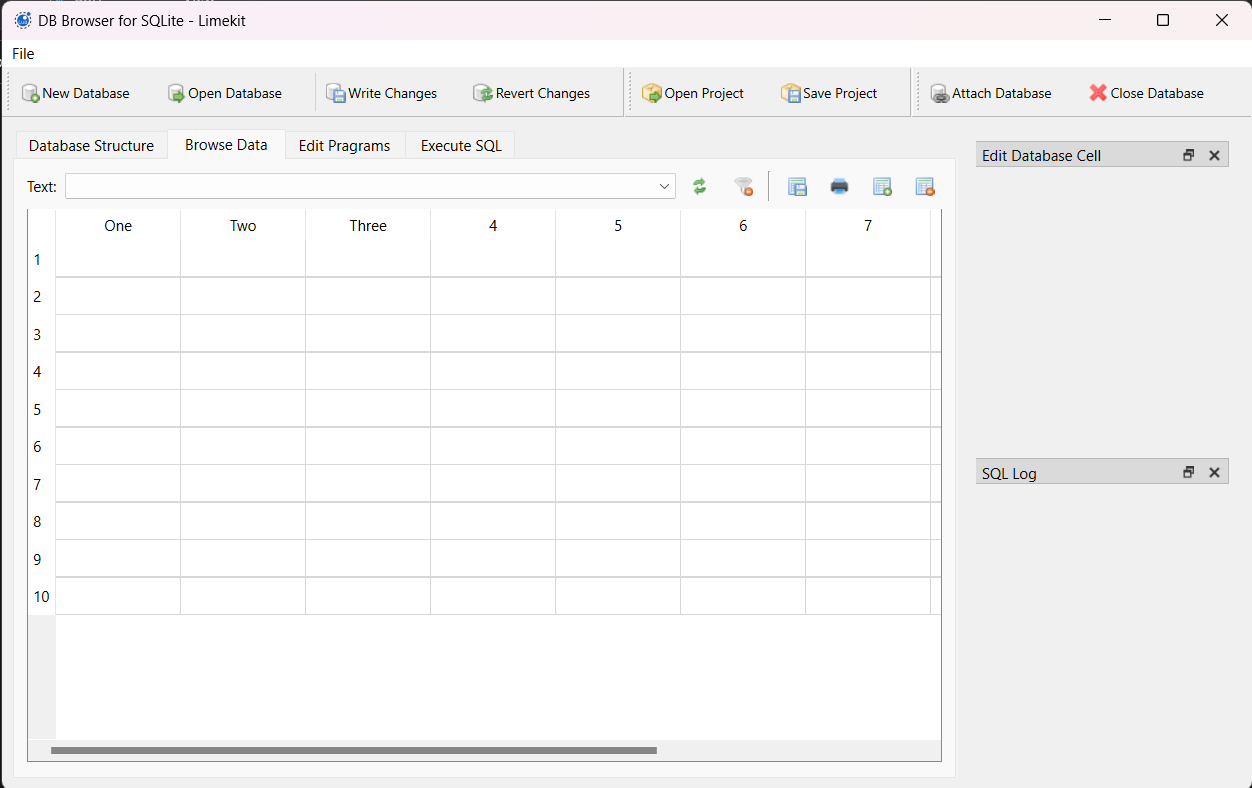 DB Browser for SQLite - Limekit
File
New Database Open Database Write Changes Revert Changes Open Project Save Project Attach Database Close Database
Database Structure Browse Data Edit Pragrams Execute SQL
Edit Database Cell
Text:
One Two Three 4 5 6 7
1
2
3
4
5
6
7
8
9
10
SQL Log